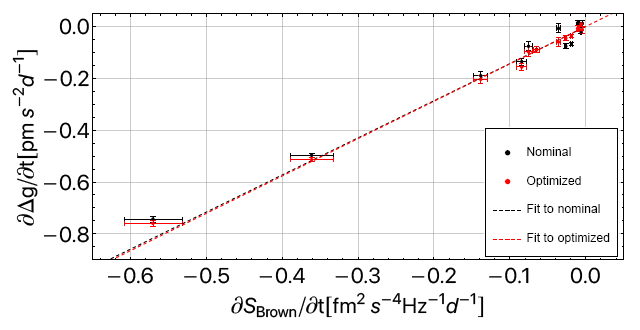 0.0
−0.2
−0.4
−0.6
−0.8
∂Δg/∂t[pm s⁻²d⁻¹]
Nominal
Optimized
Fit to nominal
Fit to optimized
−0.6 −0.5 −0.4 −0.3 −0.2 −0.1 0.0
∂S_Brown/∂t[fm² s⁻⁴Hz⁻¹d⁻¹]